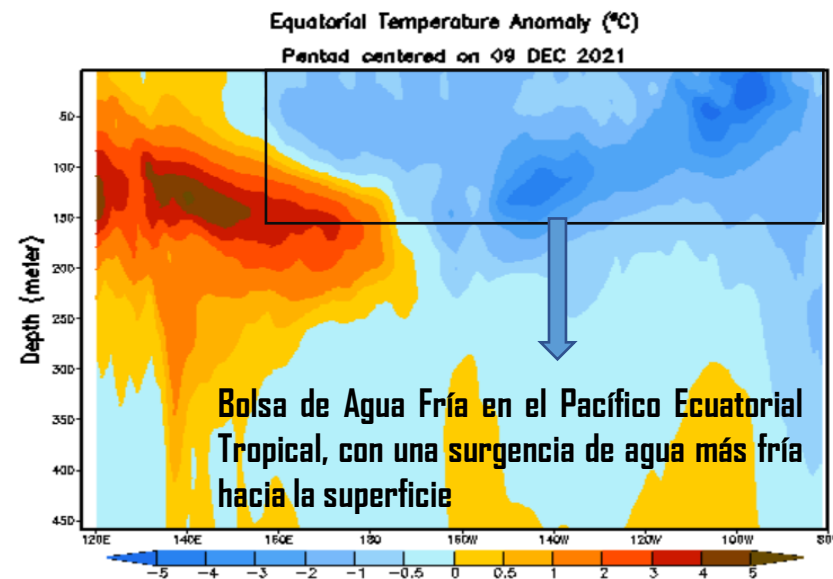 Equatorial Temperature Anomaly (°C)
Pentad centered on 09 DEC 2021
Depth (meter)
50
100
150
200
250
300
350
400
450
Bolsa de Agua Fría en el Pacífico Ecuatorial
Tropical, con una surgencia de agua más fría
hacia la superficie
120E 140E 160E 180 160W 140W 120W 100W 80
-5 -4 -3 -2 -1 -0.5 0 0.5 1 2 3 4 5